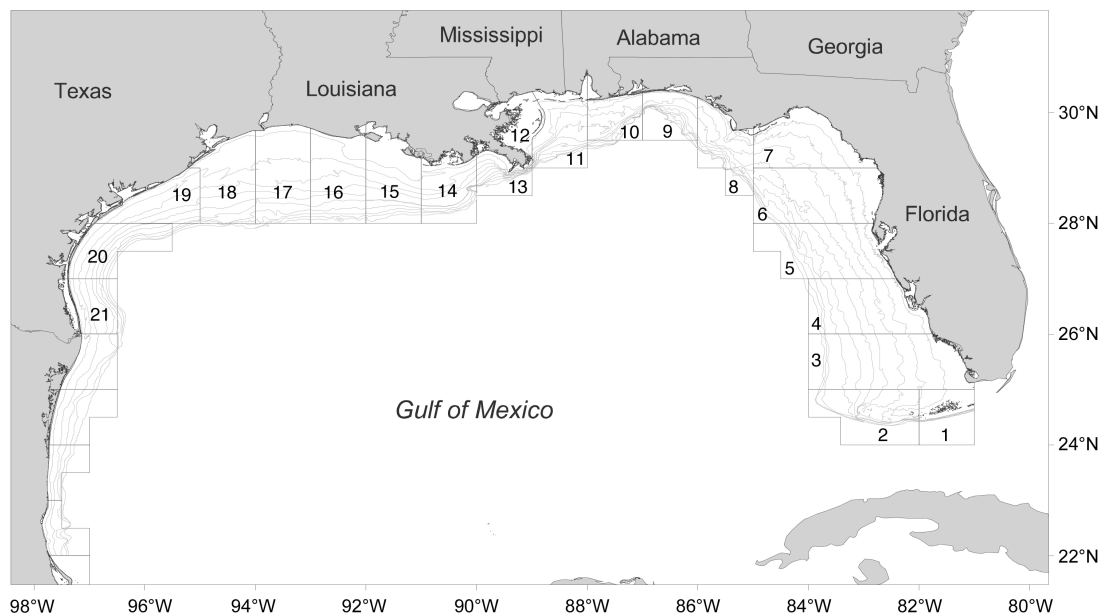 Mississippi
Alabama
Georgia
Texas
Louisiana
30°N
12
10
9
11
7
13
8
19
18
17
16
15
14
6
Florida
28°N
20
5
21
4
26°N
3
Gulf of Mexico
2
1
24°N
22°N
98°W
96°W
94°W
92°W
90°W
88°W
86°W
84°W
82°W
80°W